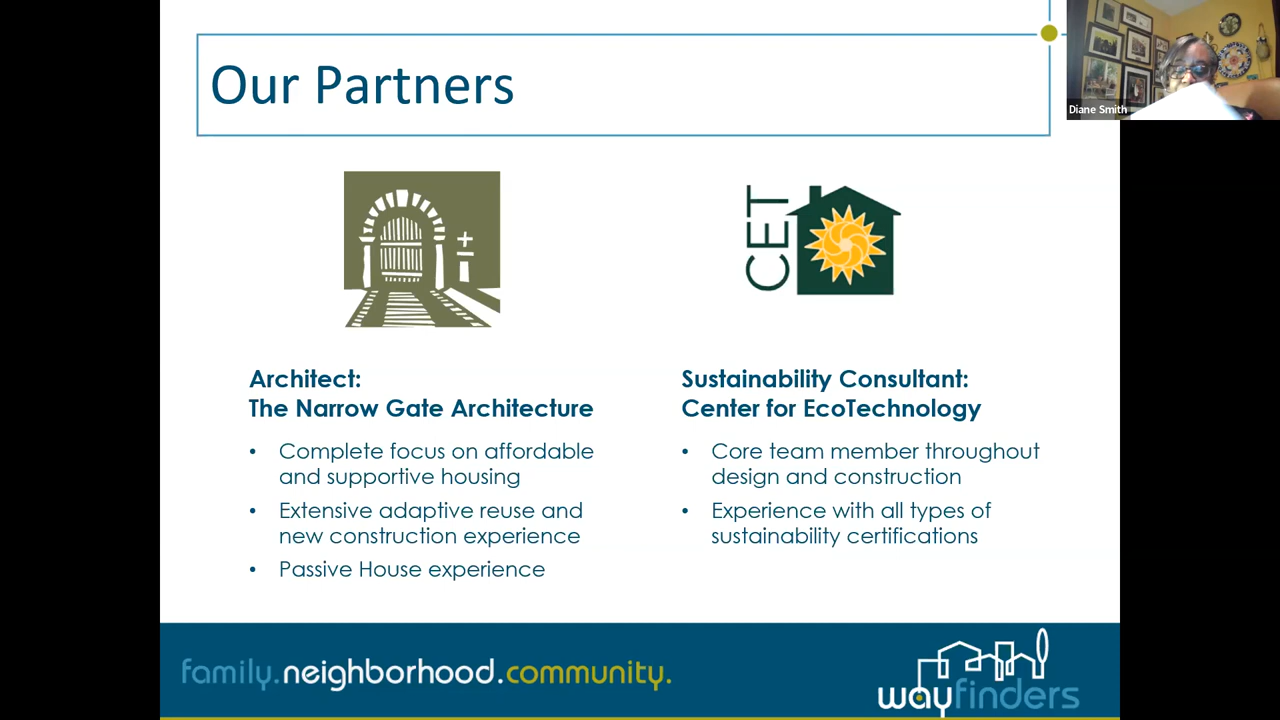 Our Partners
Diane Smith
CET
Architect:
The Narrow Gate Architecture
• Complete focus on affordable
and supportive housing
• Extensive adaptive reuse and
new construction experience
• Passive House experience
Sustainability Consultant:
Center for EcoTechnology
• Core team member throughout
design and construction
• Experience with all types of
sustainability certifications
family.neighborhood.community.
wayfinders